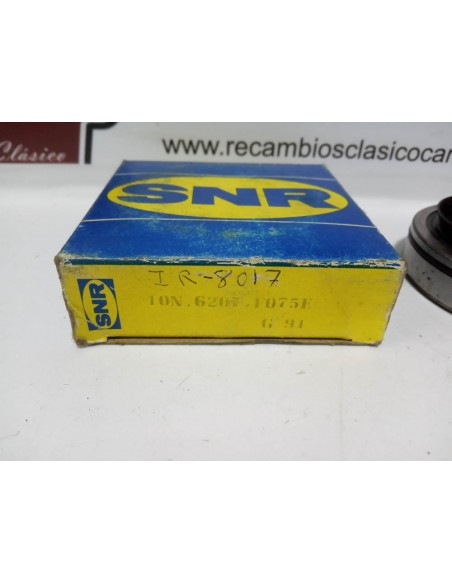 Clásico
www.recambiosclasicocar
SNR
IR-8017
SNR
10N.6207.F075E
G 91